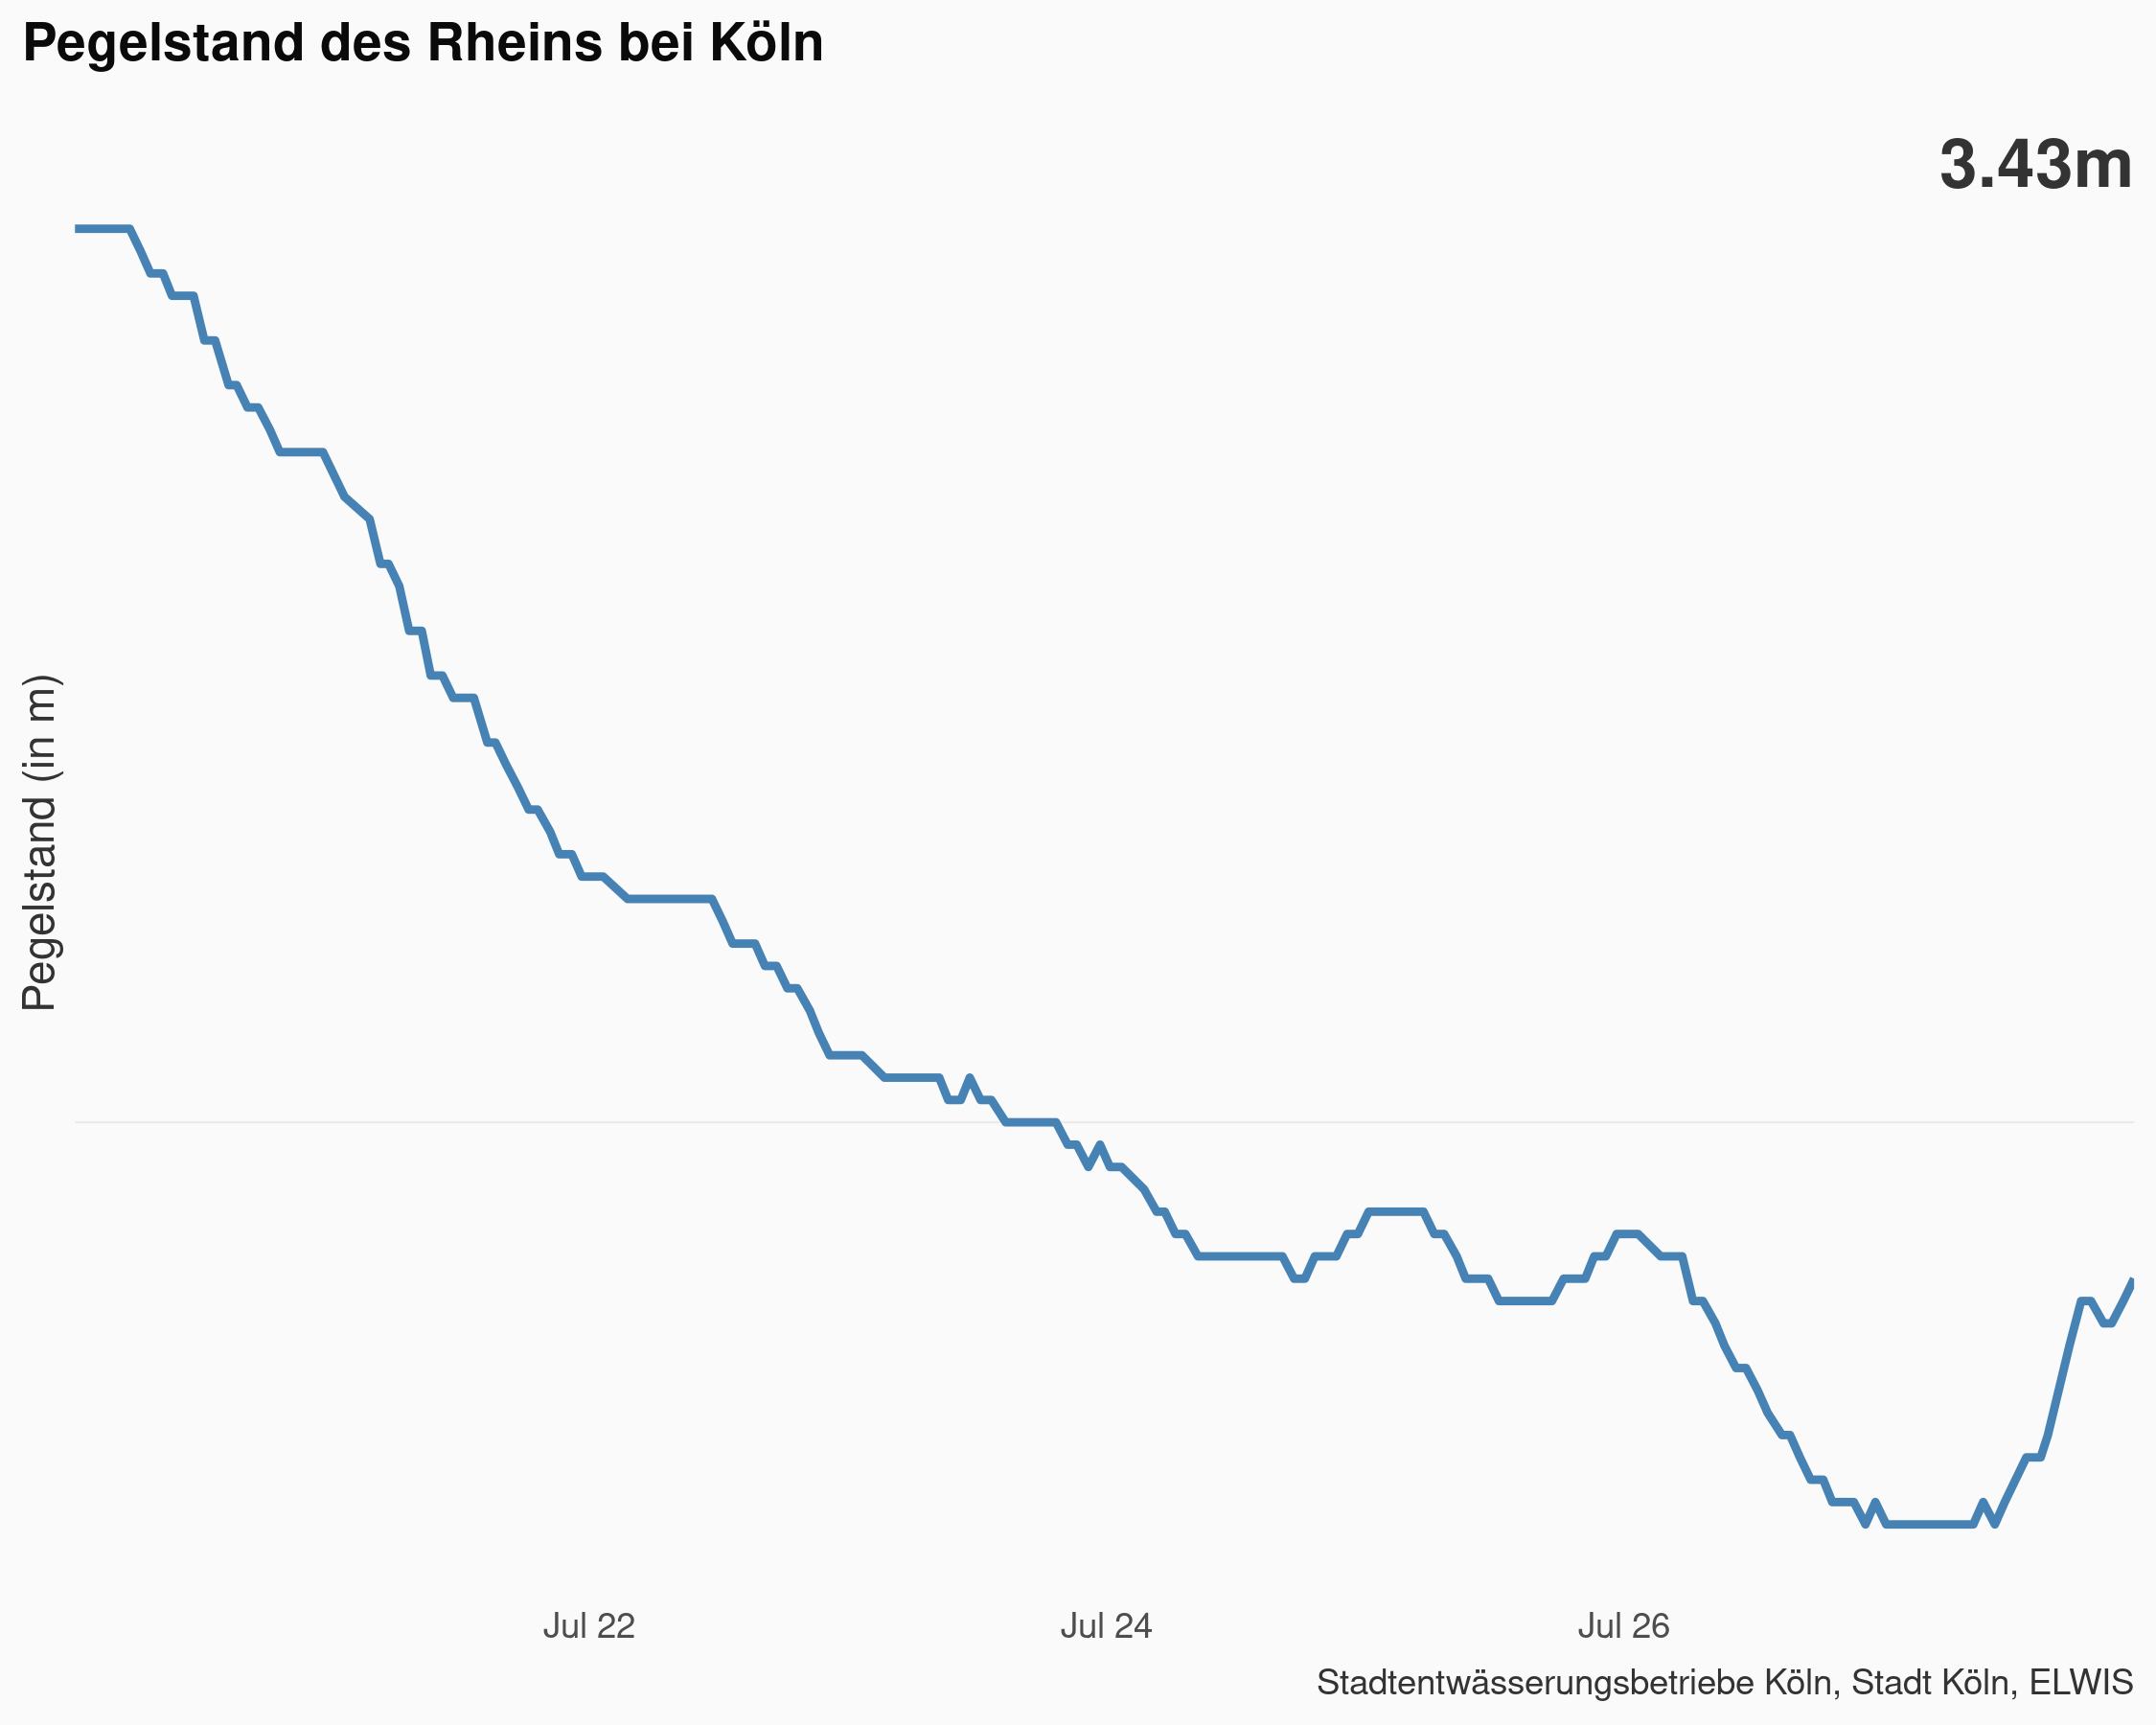 Pegelstand des Rheins bei Köln
3.43m
Pegelstand (in m)
Jul 22
Jul 24
Jul 26
Stadtentwässerungsbetriebe Köln, Stadt Köln, ELWIS